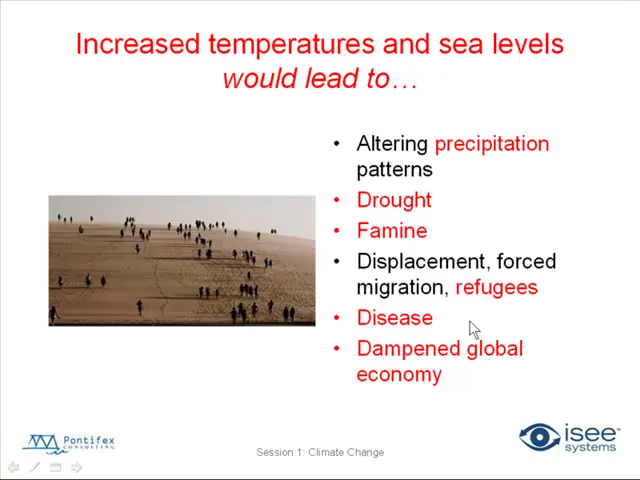 Increased temperatures and sea levels
would lead to…
• Altering precipitation
patterns
• Drought
• Famine
• Displacement, forced
migration, refugees
• Disease
• Dampened global
economy
Pontifex
CONSULTING
Session 1: Climate Change
isee™
systems